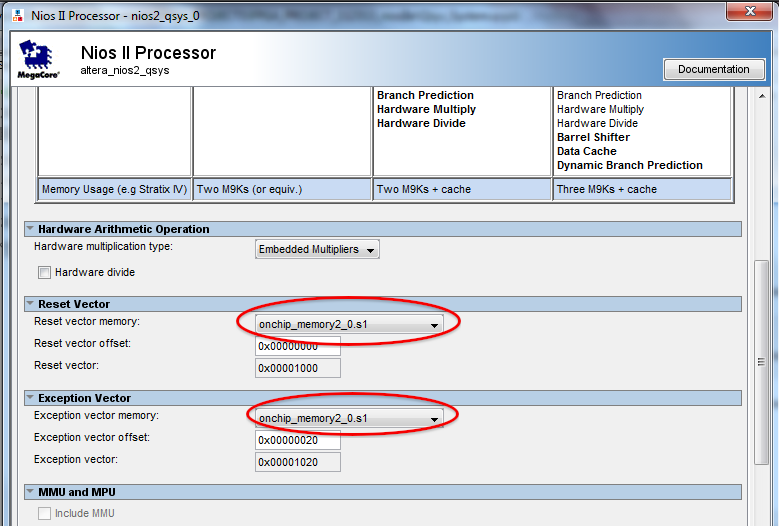 Nios II Processor - nios2_qsys_0
Nios II Processor
altera_nios2_qsys
MegaCore®
Documentation
Branch Prediction
Hardware Multiply
Hardware Divide
Branch Prediction
Hardware Multiply
Hardware Divide
Barrel Shifter
Data Cache
Dynamic Branch Prediction
Memory Usage (e.g Stratix IV) Two M9Ks (or equiv.) Two M9Ks + cache Three M9Ks + cache
Hardware Arithmetic Operation
Hardware multiplication type: Embedded Multipliers
Hardware divide
Reset Vector
Reset vector memory: onchip_memory2_0.s1
Reset vector offset: 0x00000000
Reset vector: 0x00001000
Exception Vector
Exception vector memory: onchip_memory2_0.s1
Exception vector offset: 0x00000020
Exception vector: 0x00001020
MMU and MPU
Include MMU